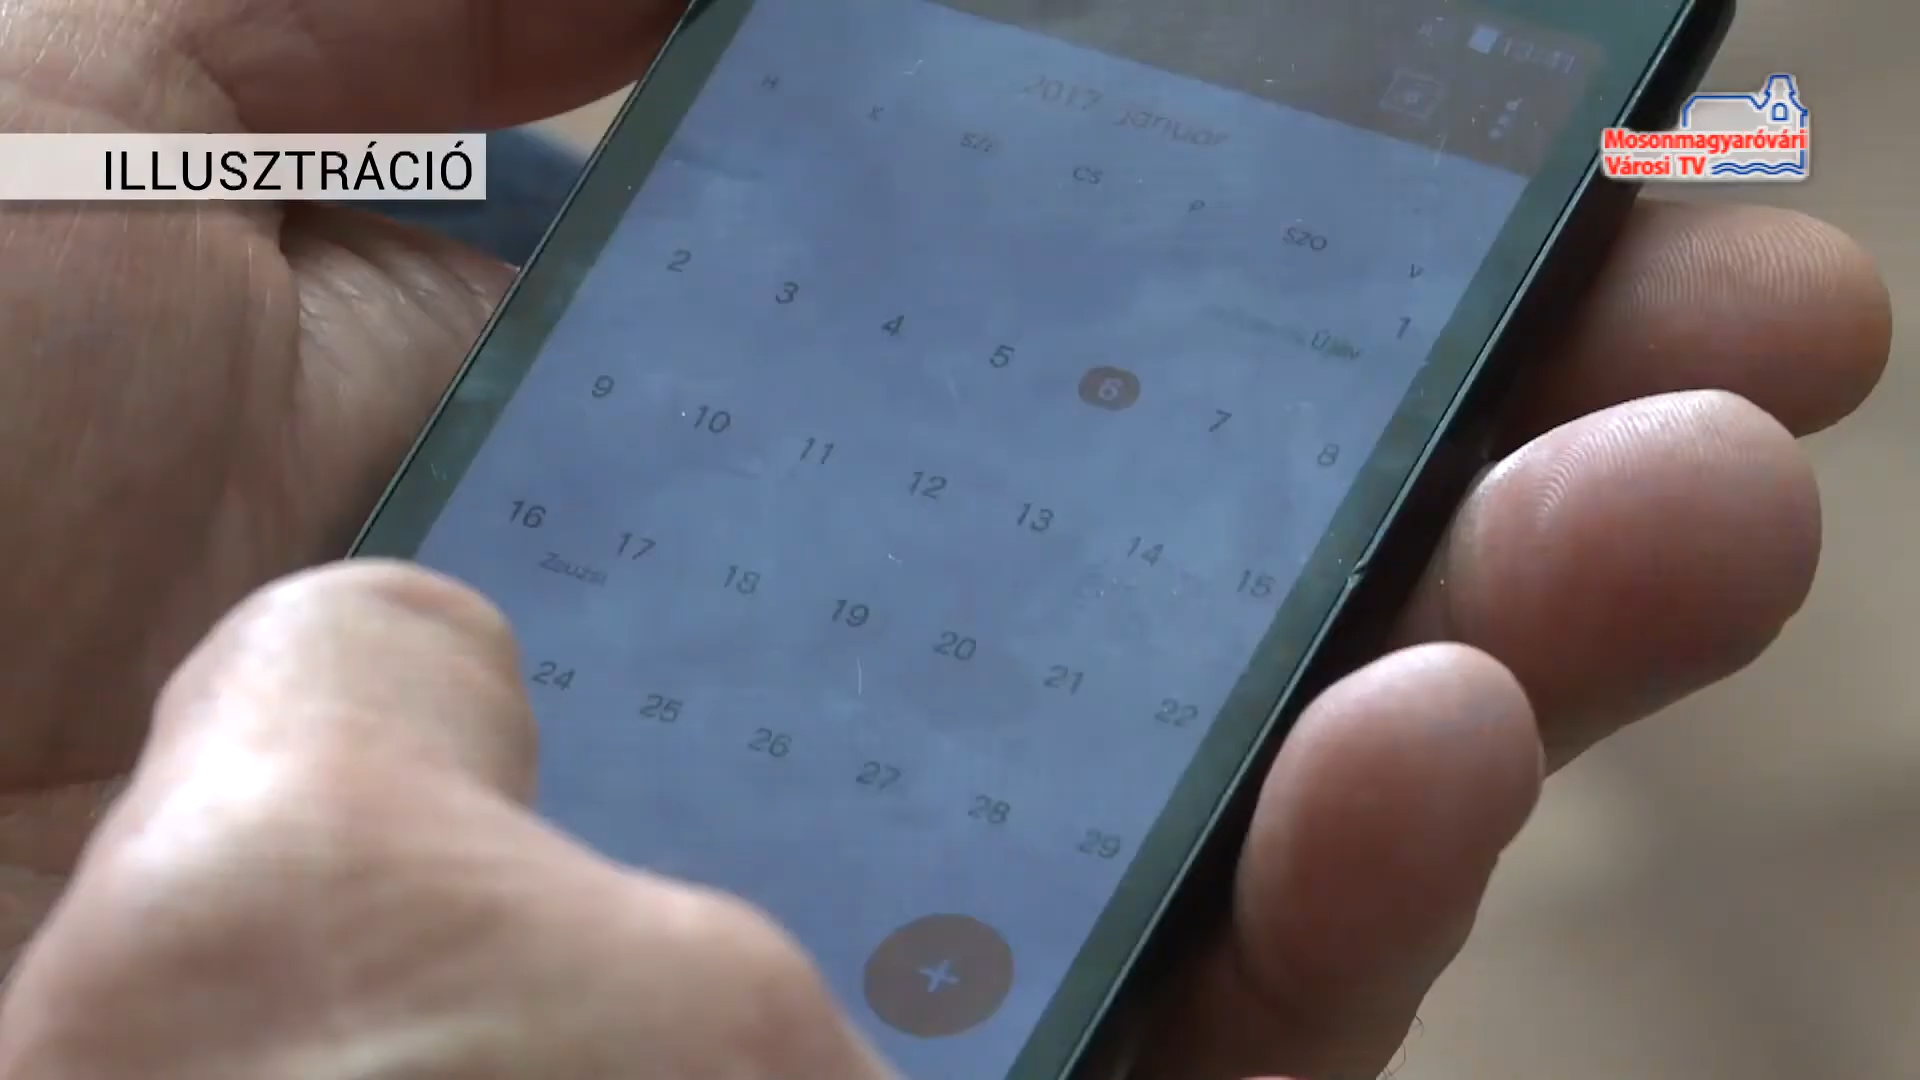 ILLUSZTRÁCIÓ
Mosonmagyaróvári
Városi TV
13:41
2017. január
H K SZE CS P SZO V
1
Újév
2 3 4 5 6 7 8
9 10 11 12 13 14 15
16 17 18 19 20 21 22
Zsuzsi
24 25 26 27 28 29
+